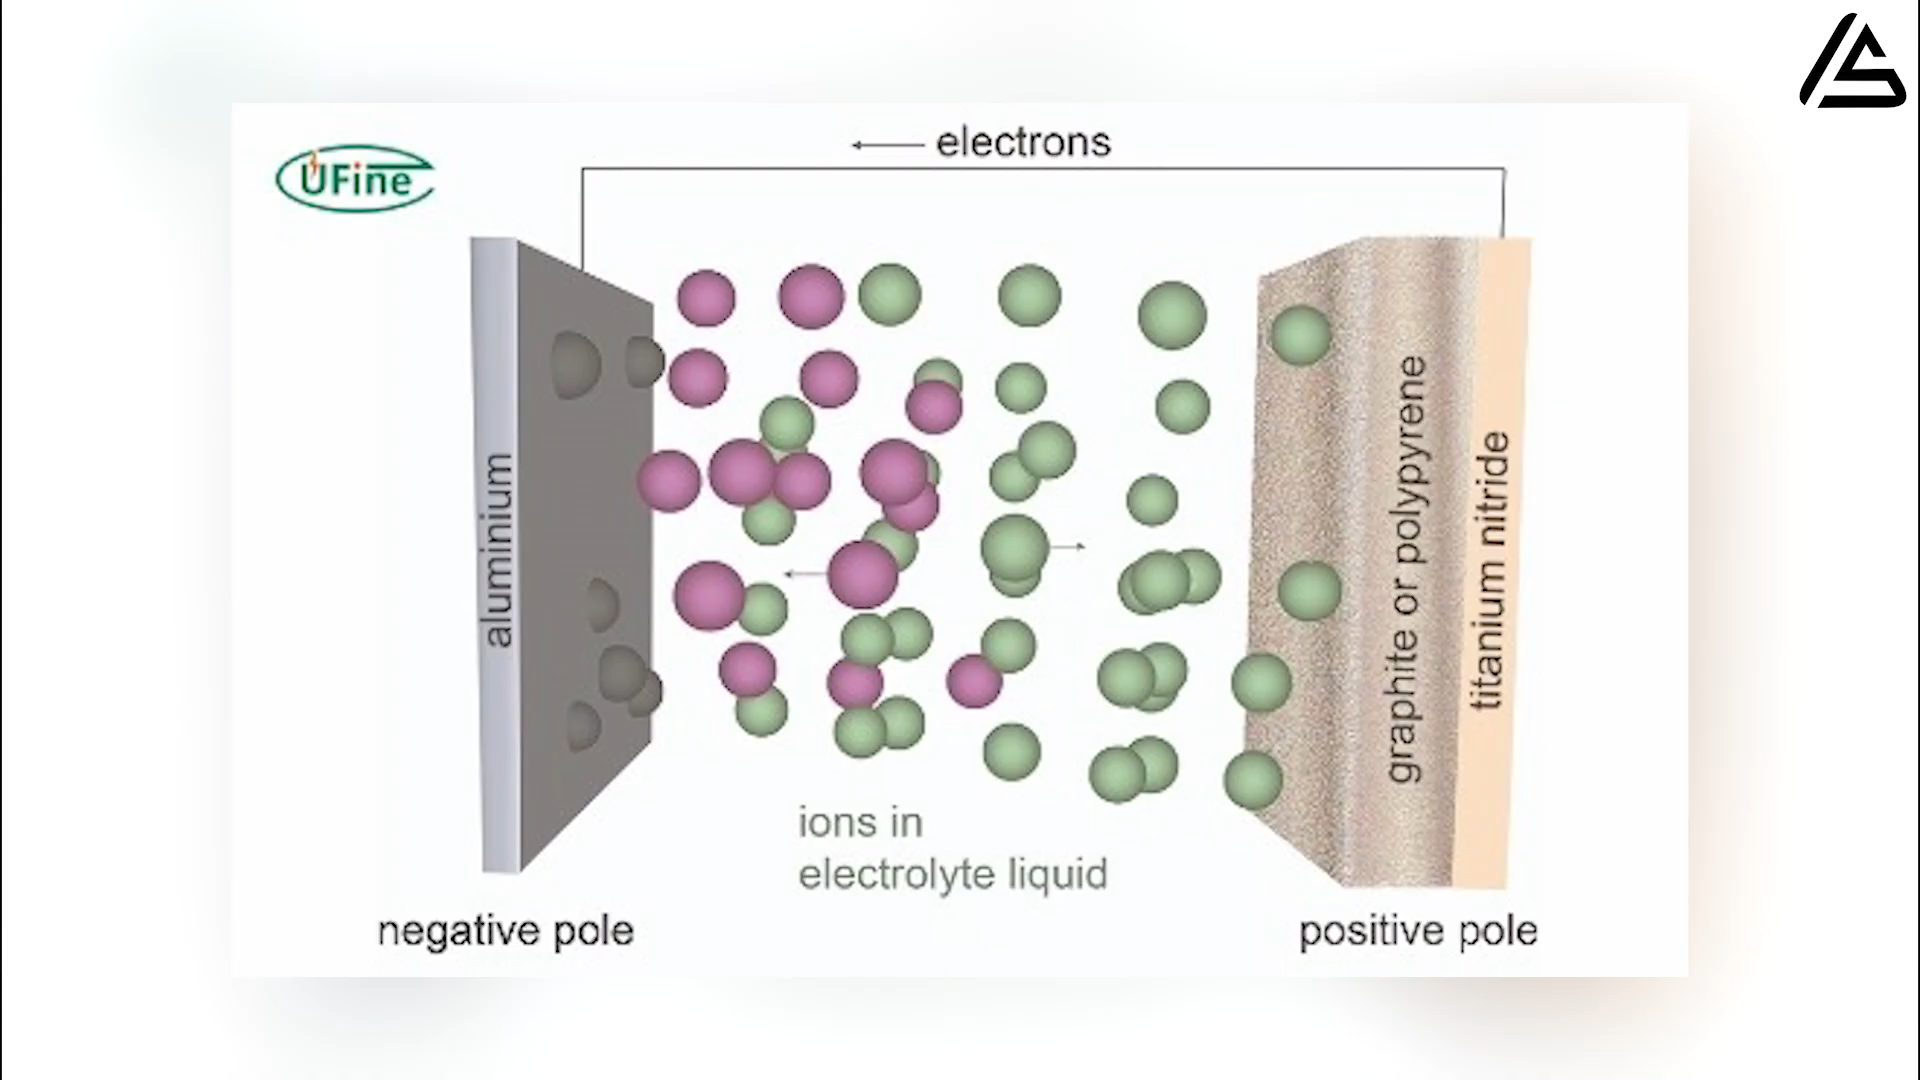 UFine
electrons
aluminium
graphite or polypyrene
titanium nitride
ions in
electrolyte liquid
negative pole
positive pole